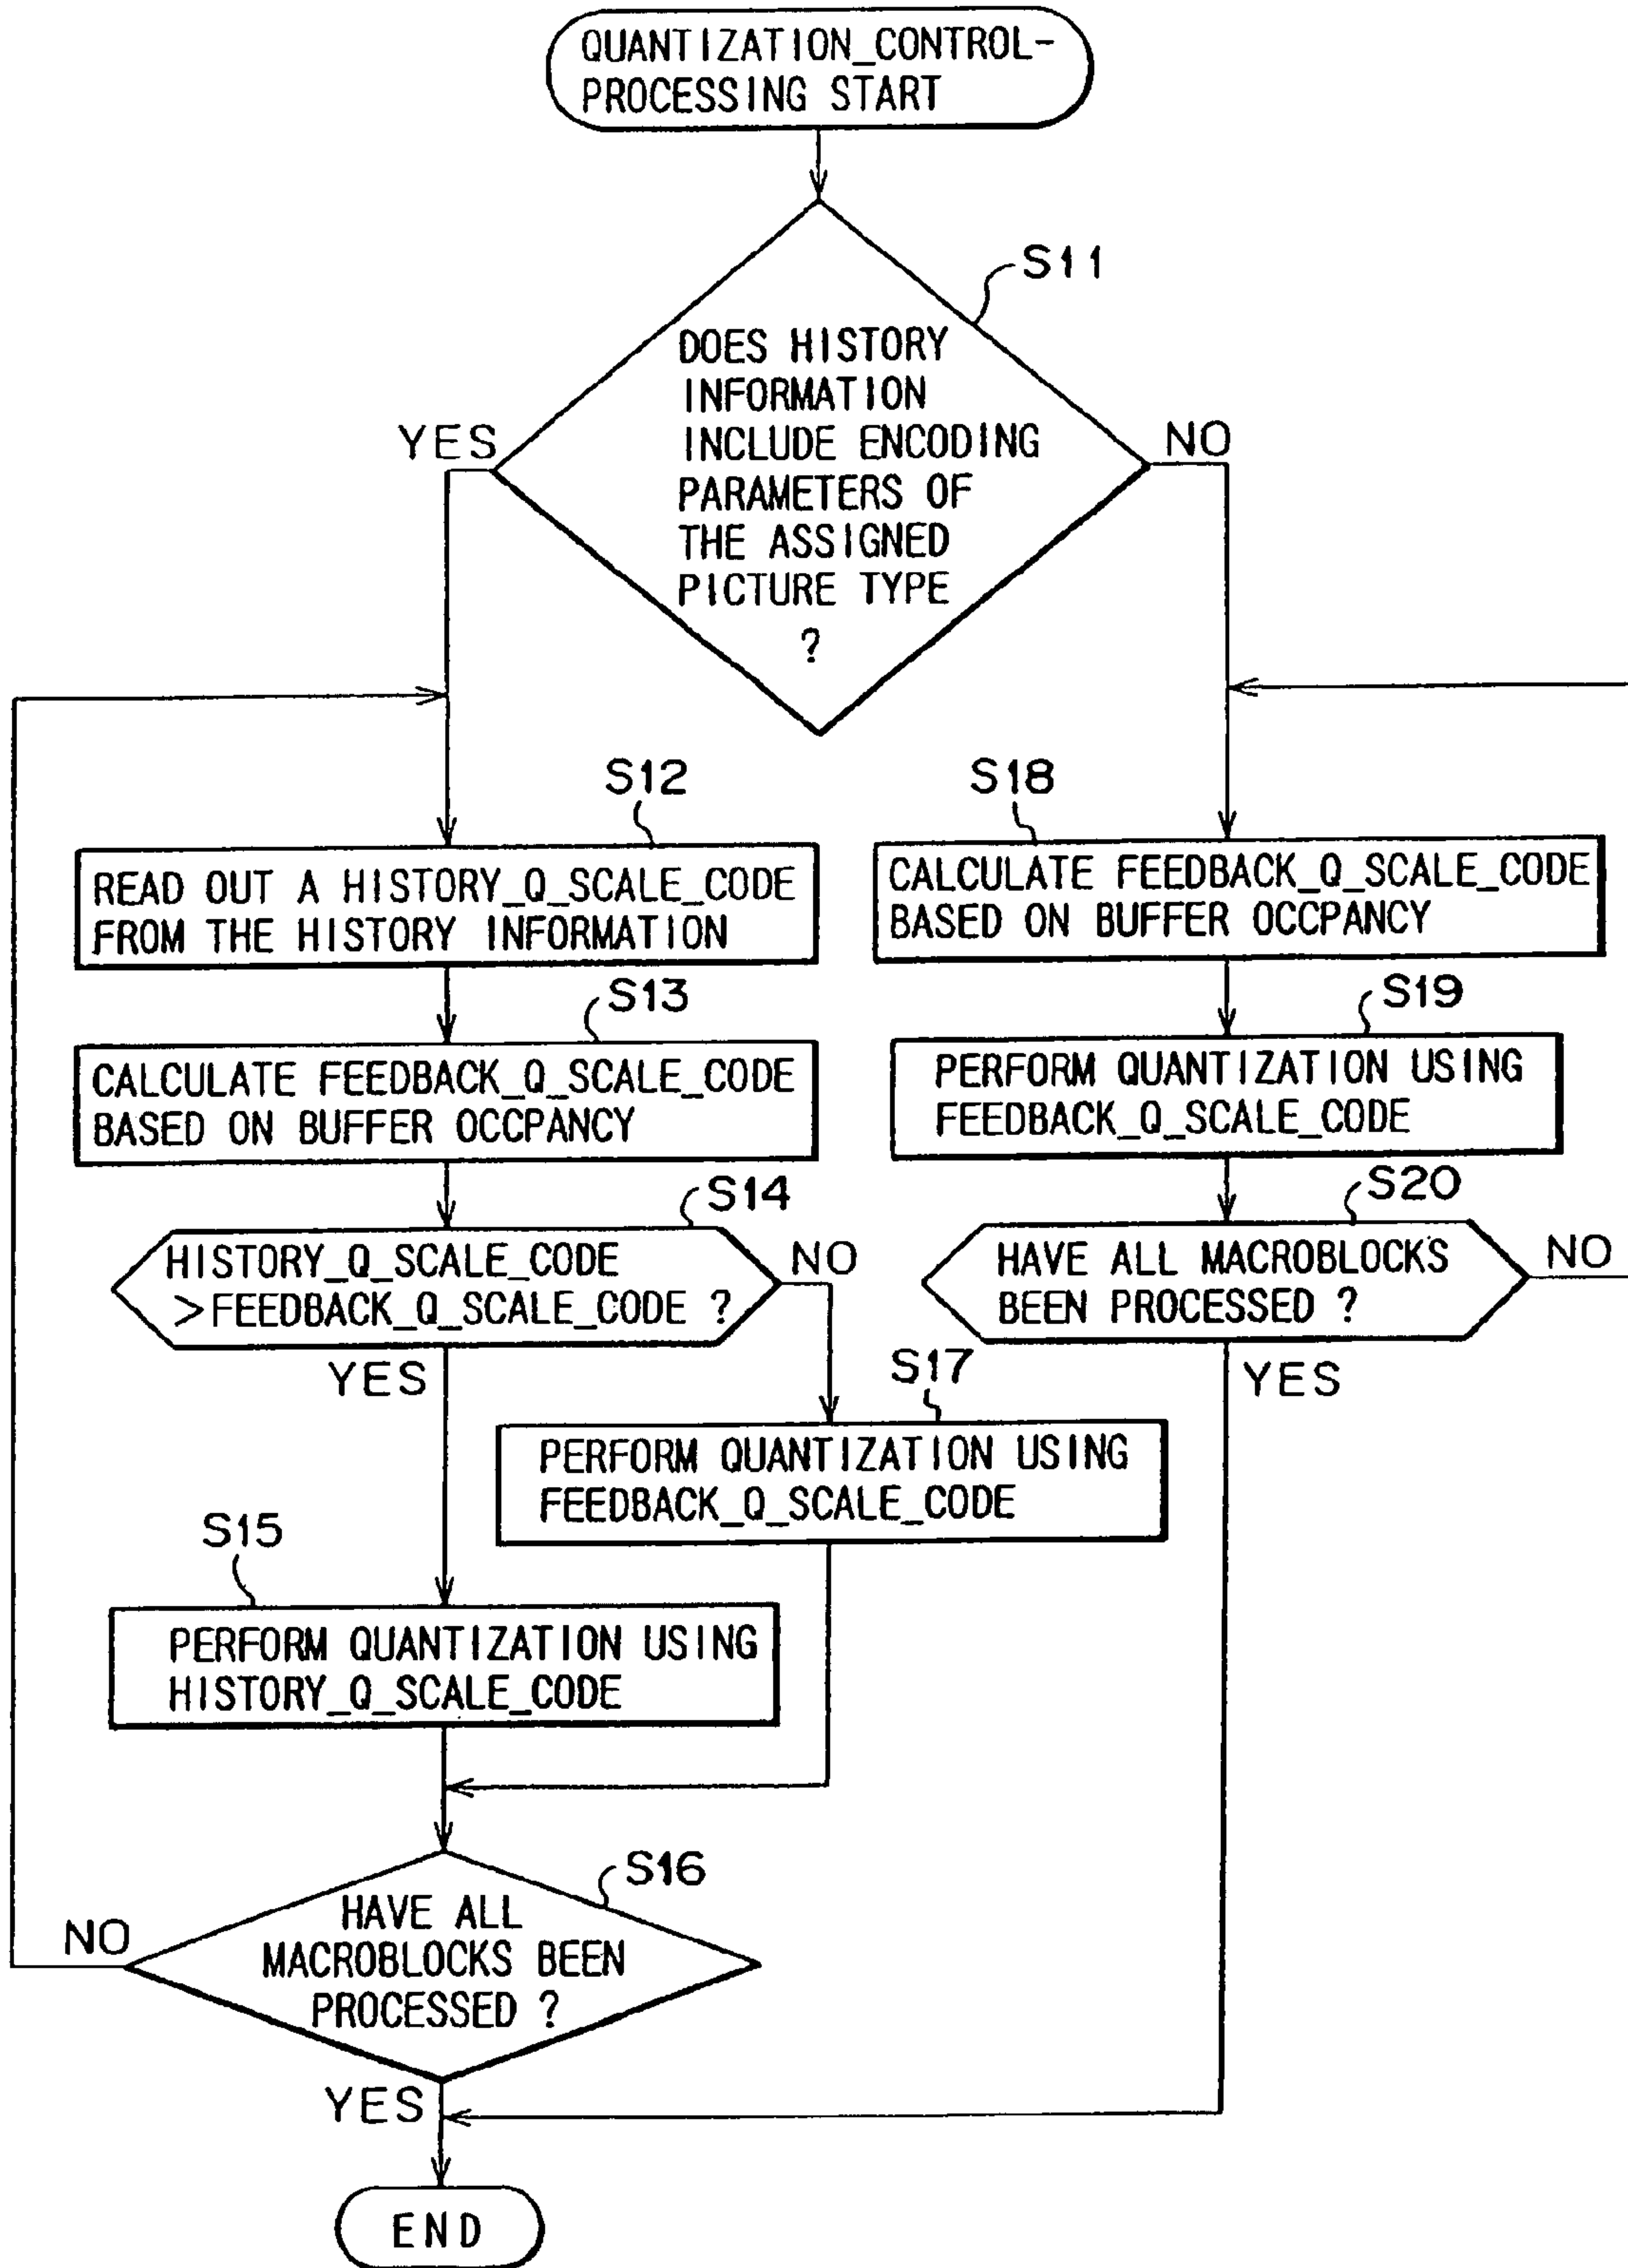 QUANTIZATION_CONTROL-
PROCESSING START
S11
DOES HISTORY
INFORMATION
INCLUDE ENCODING
PARAMETERS OF
THE ASSIGNED
PICTURE TYPE
?
YES
NO
S12
READ OUT A HISTORY_Q_SCALE_CODE
FROM THE HISTORY INFORMATION
S13
CALCULATE FEEDBACK_Q_SCALE_CODE
BASED ON BUFFER OCCPANCY
S14
HISTORY_Q_SCALE_CODE
>FEEDBACK_Q_SCALE_CODE ?
NO
YES
S17
PERFORM QUANTIZATION USING
FEEDBACK_Q_SCALE_CODE
S15
PERFORM QUANTIZATION USING
HISTORY_Q_SCALE_CODE
S16
HAVE ALL
MACROBLOCKS BEEN
PROCESSED ?
NO
YES
S18
CALCULATE FEEDBACK_Q_SCALE_CODE
BASED ON BUFFER OCCPANCY
S19
PERFORM QUANTIZATION USING
FEEDBACK_Q_SCALE_CODE
S20
HAVE ALL MACROBLOCKS
BEEN PROCESSED ?
NO
YES
END